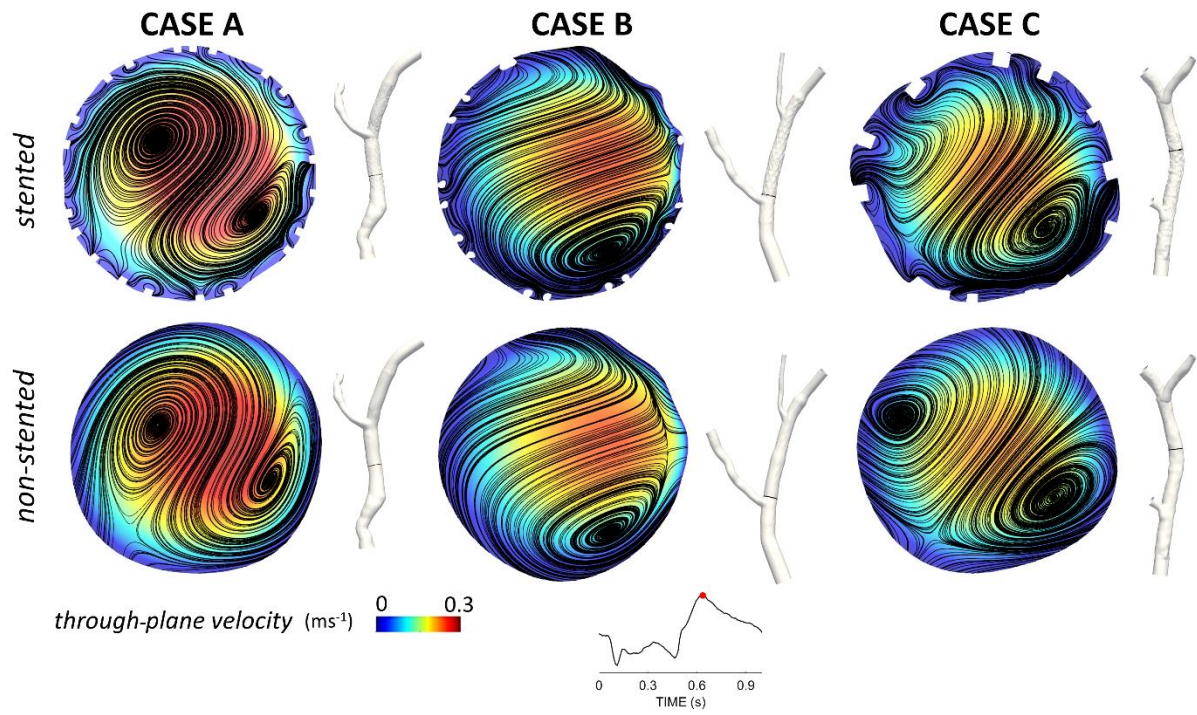 CASE A
CASE B
CASE C
stented
non-stented
through-plane velocity (ms⁻¹)
0
0.3
0
0.3
0.6
0.9
TIME (s)